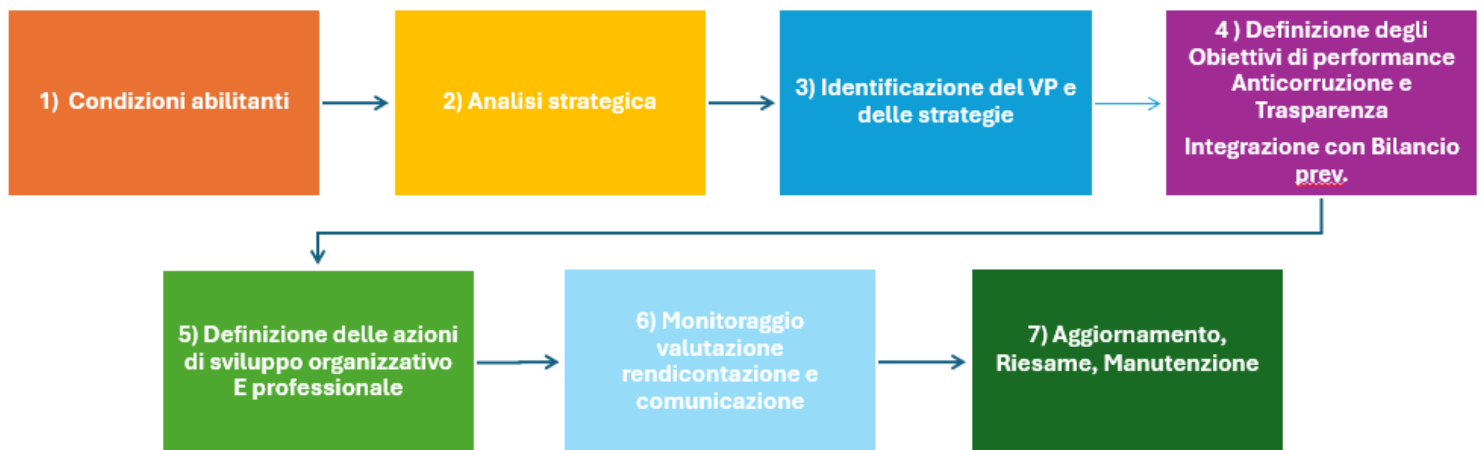 1) Condizioni abilitanti
2) Analisi strategica
3) Identificazione del VP e
delle strategie
4 ) Definizione degli
Obiettivi di performance
Anticorruzione e
Trasparenza
Integrazione con Bilancio
prev.
5) Definizione delle azioni
di sviluppo organizzativo
E professionale
6) Monitoraggio
valutazione
rendicontazione e
comunicazione
7) Aggiornamento,
Riesame, Manutenzione